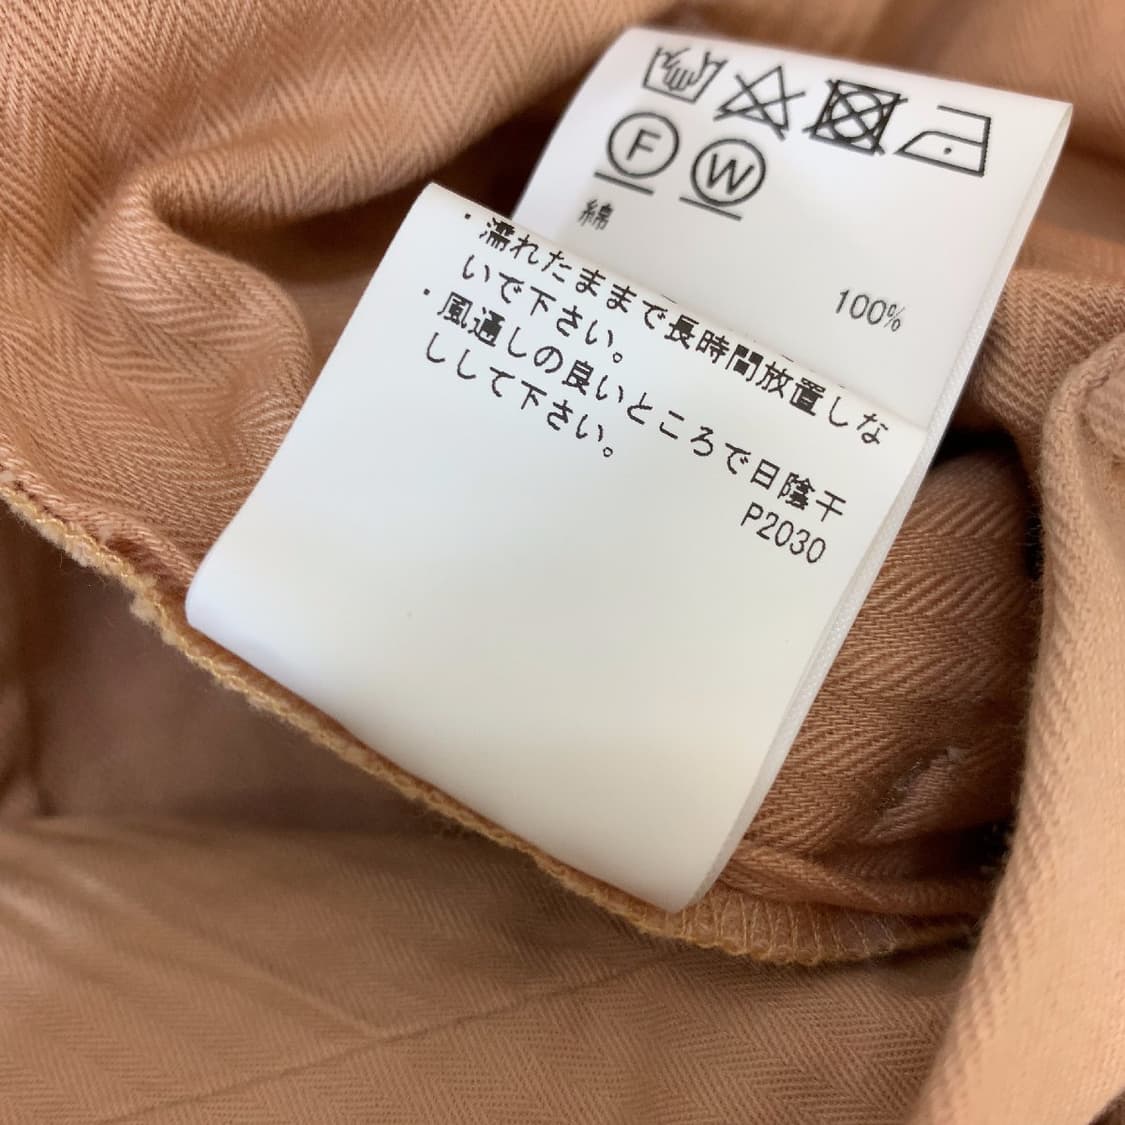 F W
綿
100%
・濡れたままで長時間放置しな
いで下さい。
・風通しの良いところで日陰干
ししして下さい。
P2030